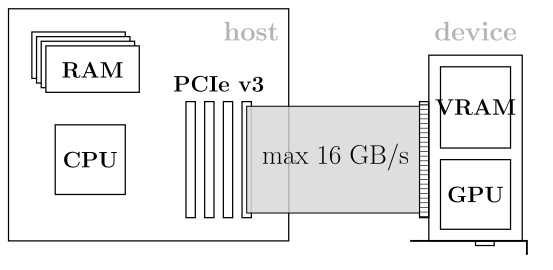 host
device
RAM
PCIe v3
VRAM
CPU
max 16 GB/s
GPU